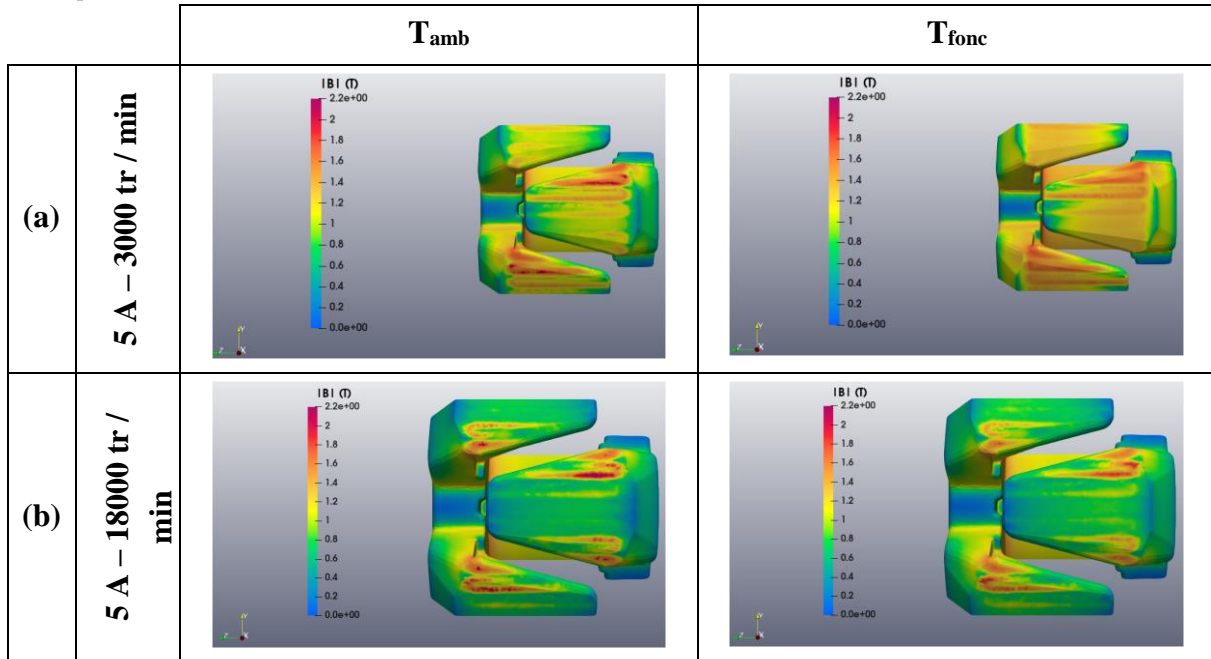 T_amb
T_fonc
(a)
5 A – 3000 tr / min
|B| (T)
2.2e+00
2
1.8
1.6
1.4
1.2
1
0.8
0.6
0.4
0.2
0.0e+00
Y
Z
X
|B| (T)
2.2e+00
2
1.8
1.6
1.4
1.2
1
0.8
0.6
0.4
0.2
0.0e+00
Y
Z
X
(b)
5 A – 18000 tr /
min
|B| (T)
2.2e+00
2
1.8
1.6
1.4
1.2
1
0.8
0.6
0.4
0.2
0.0e+00
Y
Z
X
|B| (T)
2.2e+00
2
1.8
1.6
1.4
1.2
1
0.8
0.6
0.4
0.2
0.0e+00
Y
Z
X